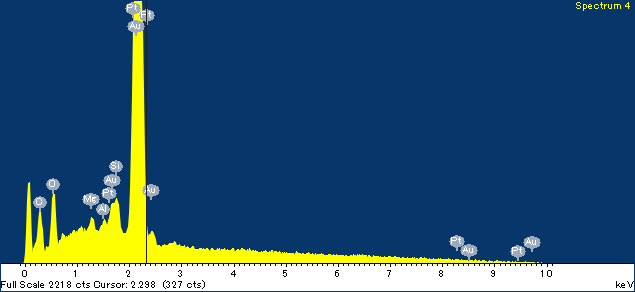 Spectrum 4
Pt
Pt
Au
Si
O
Au
Au
Pt
Mg
O
Al
Pt
Au
Au
Pt
0 1 2 3 4 5 6 7 8 9 10
Full Scale 2218 cts Cursor: 2.298 (327 cts) keV